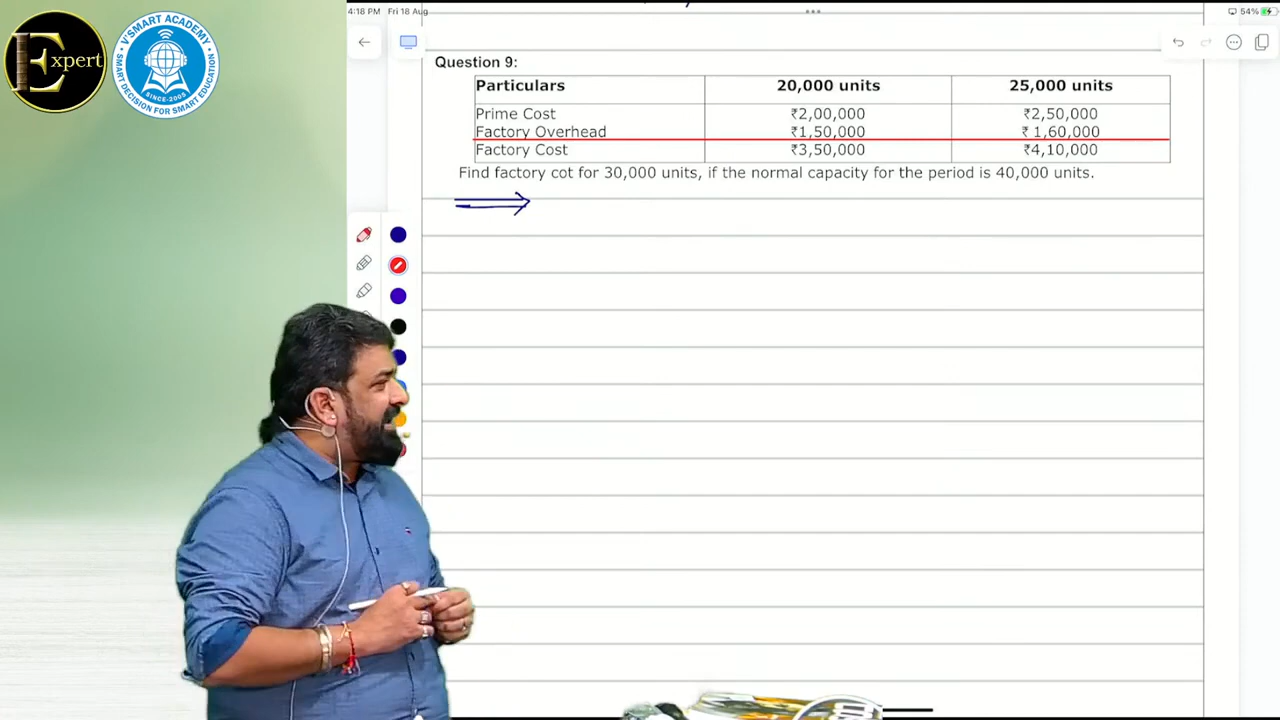 4:18 PM Fri 18 Aug
54%
Expert
V'SMART ACADEMY
SINCE-2005
SMART DECISION FOR SMART EDUCATION
Question 9:
Particulars 20,000 units 25,000 units
Prime Cost ₹2,00,000 ₹2,50,000
Factory Overhead ₹1,50,000 ₹ 1,60,000
Factory Cost ₹3,50,000 ₹4,10,000
Find factory cot for 30,000 units, if the normal capacity for the period is 40,000 units.